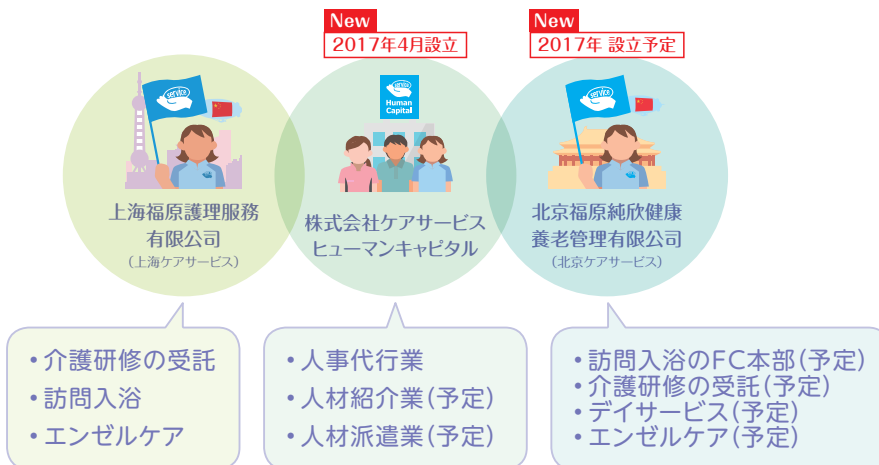 New
2017年4月設立
New
2017年 設立予定
service
service
Human
Capital
service
上海福原護理服務
有限公司
(上海ケアサービス)
株式会社ケアサービス
ヒューマンキャピタル
北京福原純欣健康
養老管理有限公司
(北京ケアサービス)
・介護研修の受託
・訪問入浴
・エンゼルケア
・人事代行業
・人材紹介業(予定)
・人材派遣業(予定)
・訪問入浴のFC本部(予定)
・介護研修の受託(予定)
・デイサービス(予定)
・エンゼルケア(予定)